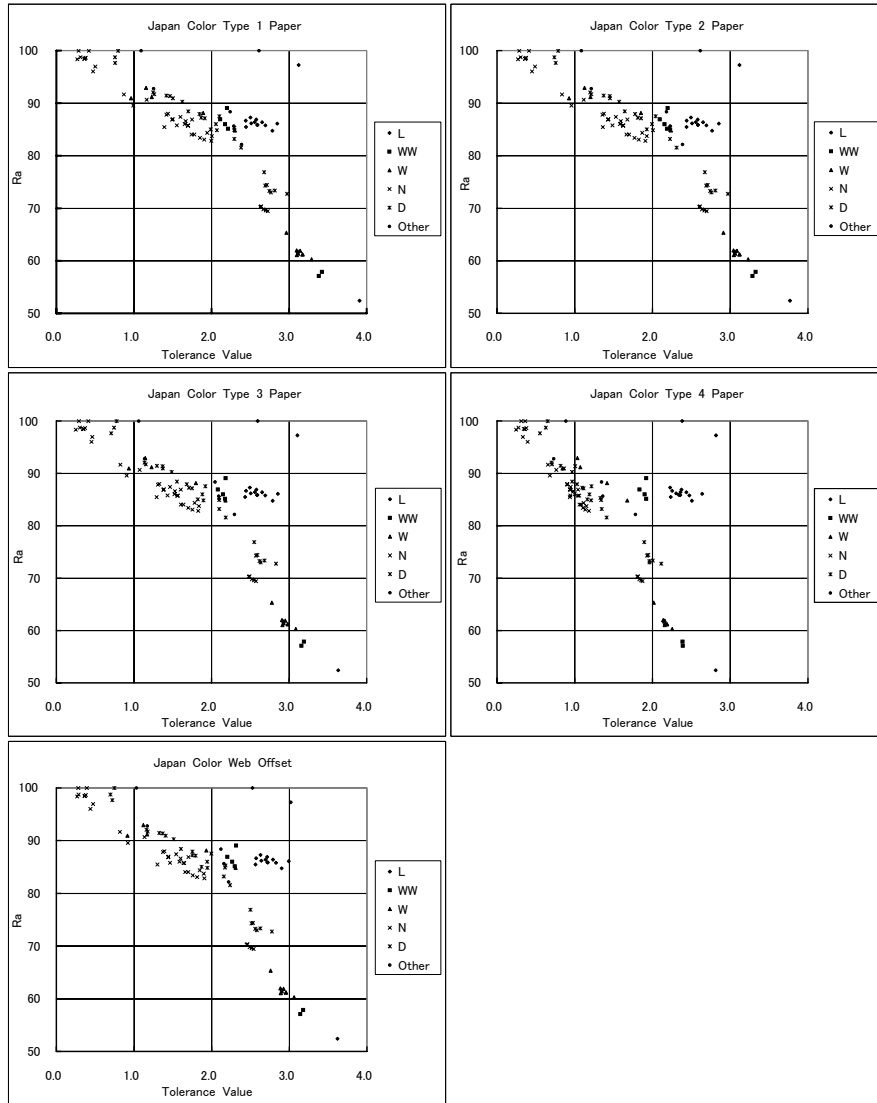 Japan Color Type 1 Paper
100
90
80
70
60
50
Ra
0.0 1.0 2.0 3.0 4.0
Tolerance Value
L
WW
W
N
D
Other
Japan Color Type 2 Paper
100
90
80
70
60
50
Ra
0.0 1.0 2.0 3.0 4.0
Tolerance Value
L
WW
W
N
D
Other
Japan Color Type 3 Paper
100
90
80
70
60
50
Ra
0.0 1.0 2.0 3.0 4.0
Tolerance Value
L
WW
W
N
D
Other
Japan Color Type 4 Paper
100
90
80
70
60
50
Ra
0.0 1.0 2.0 3.0 4.0
Tolerance Value
L
WW
W
N
D
Other
Japan Color Web Offset
100
90
80
70
60
50
Ra
0.0 1.0 2.0 3.0 4.0
Tolerance Value
L
WW
W
N
D
Other